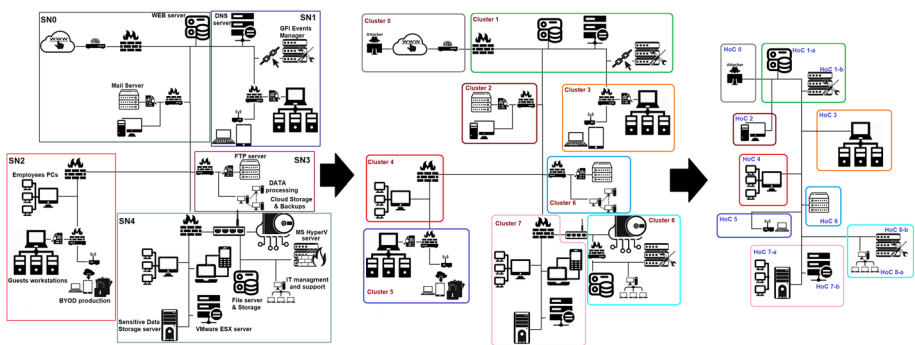 SN0
WEB server
DNS
server
SN1
GFI Events
Manager
www
Mail Server
SN2
Employees PCs
FTP server
SN3
DATA
processing
Cloud Storage
& Backups
SN4
MS HyperV
server
Guests workstations
BYOD production
IT managment
and support
File server
& Storage
Sensitive Data
Storage server
VMware ESX server
Cluster 0
Attacker
www
Cluster 1
Cluster 2
Cluster 3
Cluster 4
Cluster 6
Cluster 7
Cluster 8
Cluster 5
HoC 0
Attacker
HoC 1-a
HoC 1-b
HoC 2
HoC 3
HoC 4
HoC 5
HoC 6
HoC 7-a
HoC 8-b
HoC 8-a
HoC 7-b